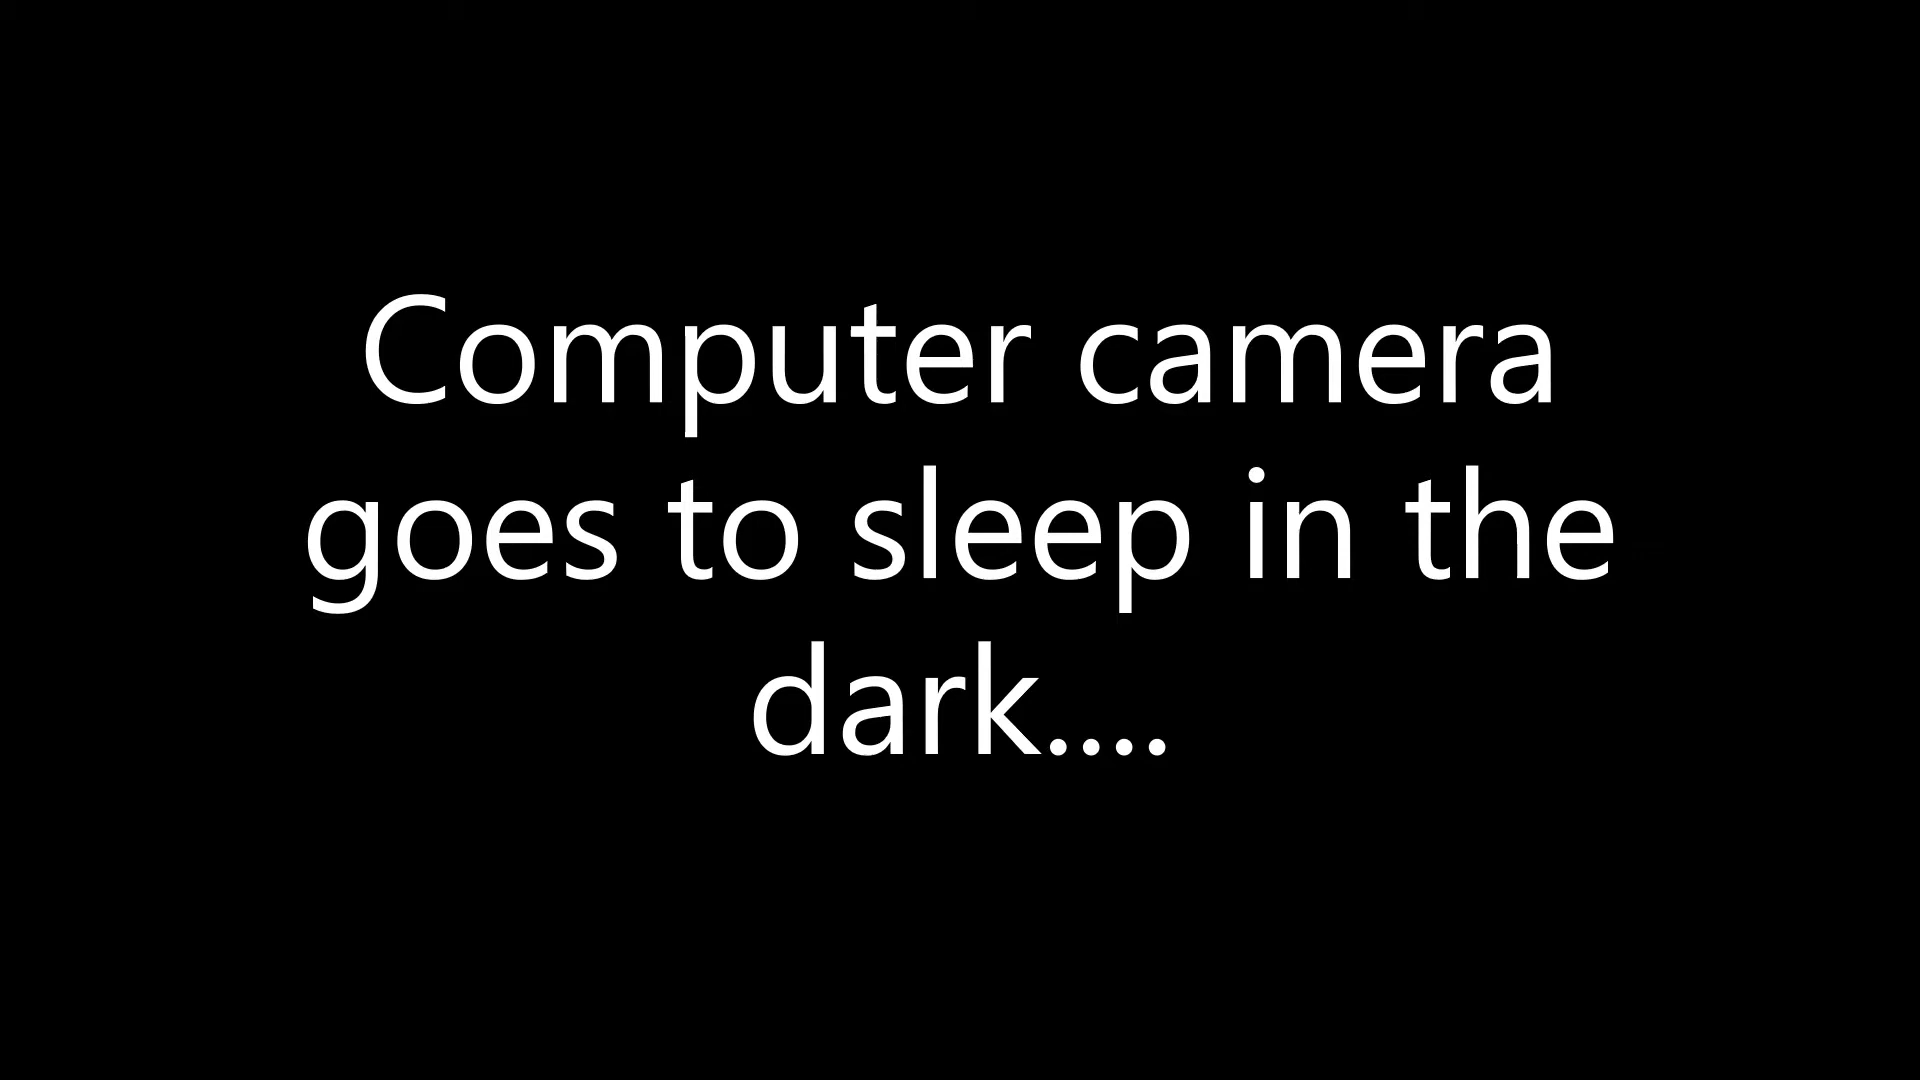 Computer camera
goes to sleep in the
dark....